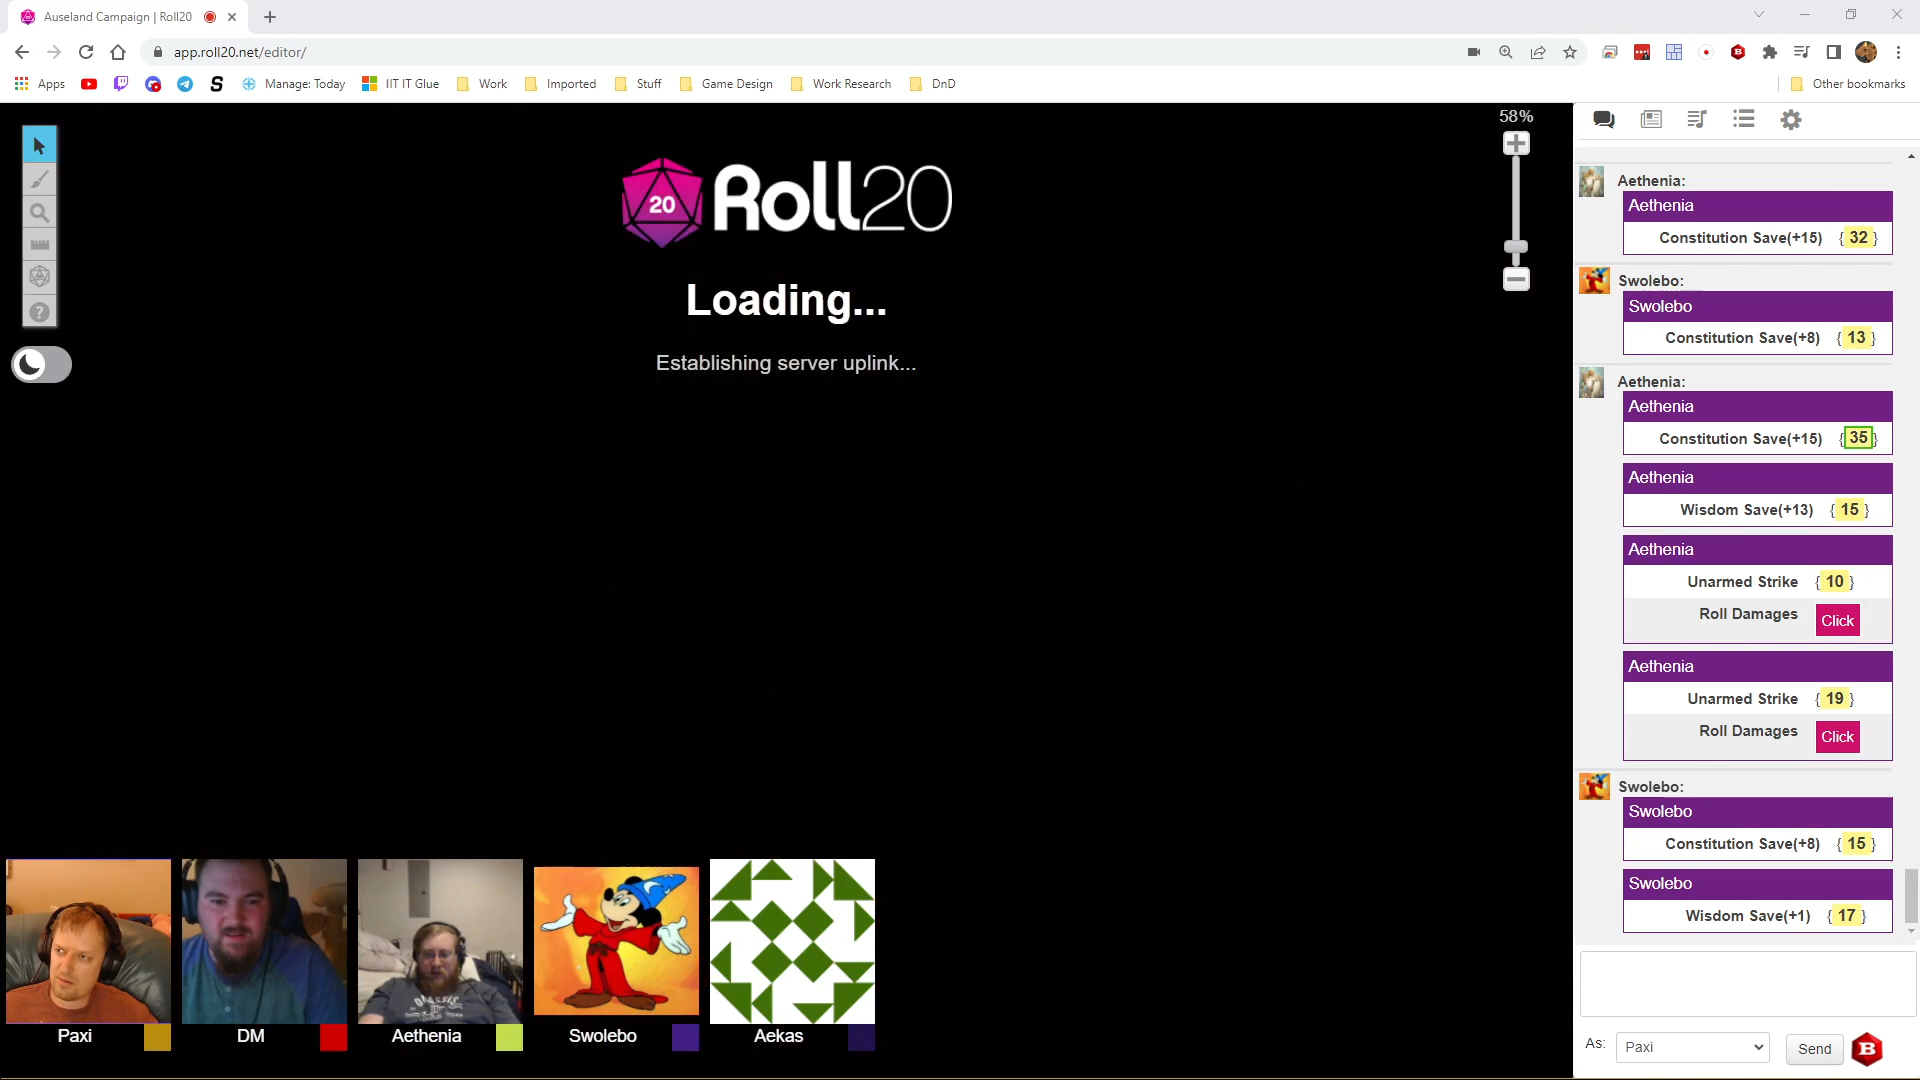 Auseland Campaign | Roll20
app.roll20.net/editor/
Apps
Manage: Today
IIT IT Glue
Work
Imported
Stuff
Game Design
Work Research
DnD
Other bookmarks
58%
20
Roll20
Loading...
Establishing server uplink...
Aethenia:
Aethenia
Constitution Save(+15) {32}
Swolebo:
Swolebo
Constitution Save(+8) {13}
Aethenia:
Aethenia
Constitution Save(+15) {35}
Aethenia
Wisdom Save(+13) {15}
Aethenia
Unarmed Strike {10}
Roll Damages Click
Aethenia
Unarmed Strike {19}
Roll Damages Click
Swolebo:
Swolebo
Constitution Save(+8) {15}
Swolebo
Wisdom Save(+1) {17}
Paxi
DM
Aethenia
Swolebo
Aekas
As: Paxi Send B